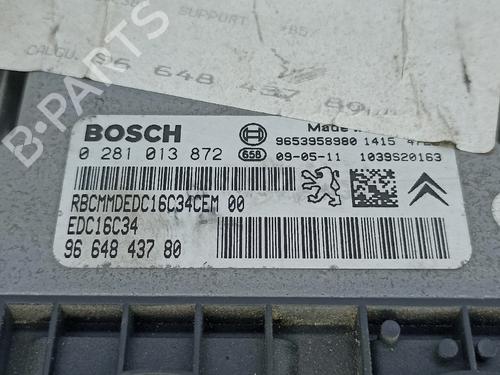 SUPPORT
CALCU.
96 648 437 80
B-PARTS
BOSCH
0 281 013 872
658
Made
9653958980 1415
09-05-11 1039S20163
RBCMMDEDC16C34CEM 00
EDC16C34
96 648 437 80